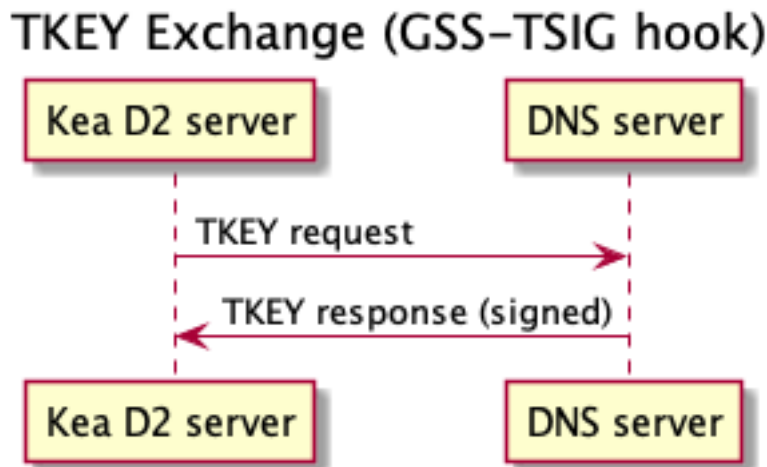 TKEY Exchange (GSS-TSIG hook)
Kea D2 server
DNS server
TKEY request
TKEY response (signed)
Kea D2 server
DNS server